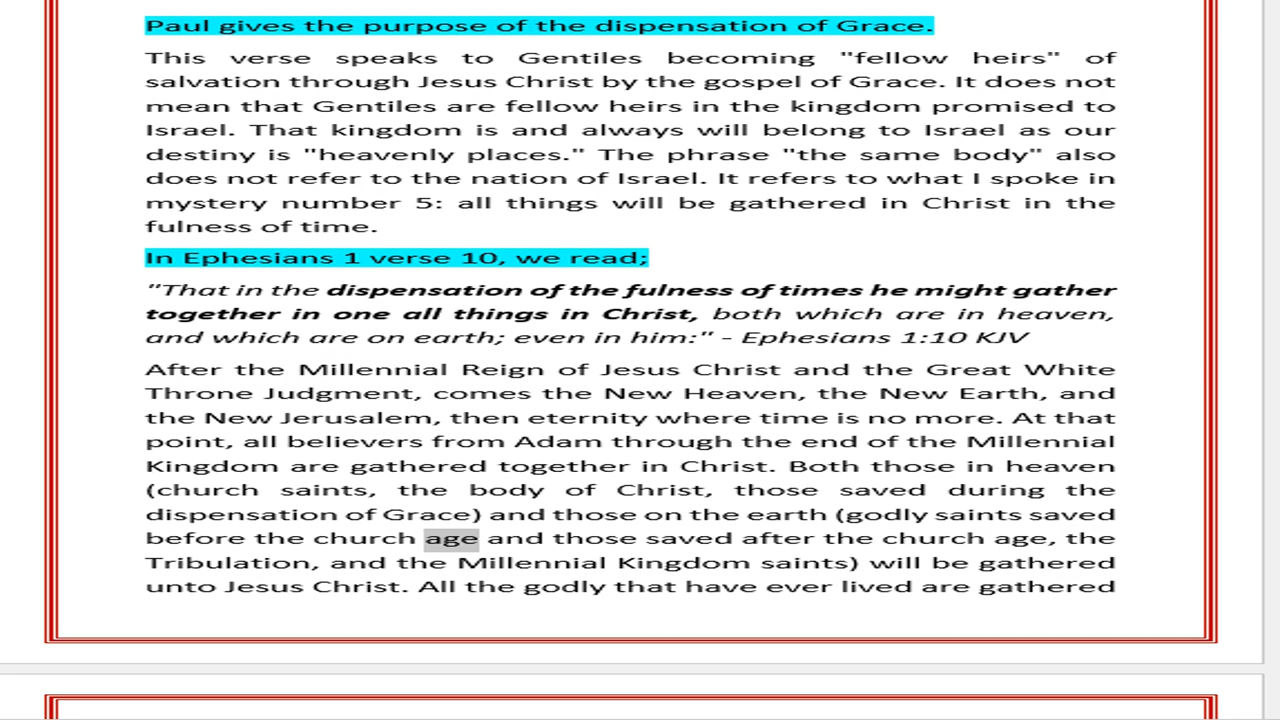 Paul gives the purpose of the dispensation of Grace.
This verse speaks to Gentiles becoming "fellow heirs" of
salvation through Jesus Christ by the gospel of Grace. It does not
mean that Gentiles are fellow heirs in the kingdom promised to
Israel. That kingdom is and always will belong to Israel as our
destiny is "heavenly places." The phrase "the same body" also
does not refer to the nation of Israel. It refers to what I spoke in
mystery number 5: all things will be gathered in Christ in the
fulness of time.
In Ephesians 1 verse 10, we read;
"That in the dispensation of the fulness of times he might gather
together in one all things in Christ, both which are in heaven,
and which are on earth; even in him:" - Ephesians 1:10 KJV
After the Millennial Reign of Jesus Christ and the Great White
Throne Judgment, comes the New Heaven, the New Earth, and
the New Jerusalem, then eternity where time is no more. At that
point, all believers from Adam through the end of the Millennial
Kingdom are gathered together in Christ. Both those in heaven
(church saints, the body of Christ, those saved during the
dispensation of Grace) and those on the earth (godly saints saved
before the church age and those saved after the church age, the
Tribulation, and the Millennial Kingdom saints) will be gathered
unto Jesus Christ. All the godly that have ever lived are gathered